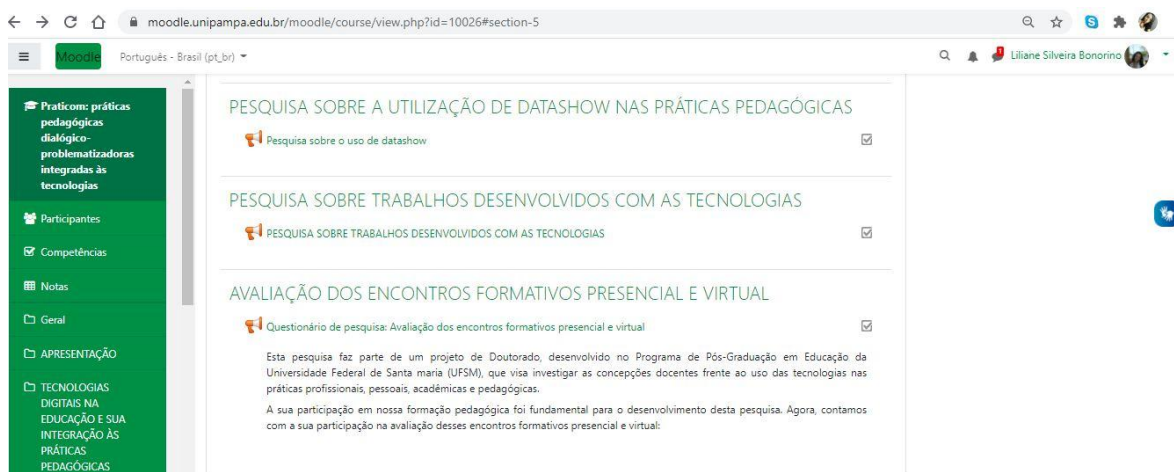 moodle.unipampa.edu.br/moodle/course/view.php?id=10026#section-5
Moodle Português - Brasil (pt_br)
1 Liliane Silveira Bonorino
Praticom: práticas
pedagógicas
dialógico-
problematizadoras
integradas às
tecnologias
Participantes
Competências
Notas
Geral
APRESENTAÇÃO
TECNOLOGIAS
DIGITAIS NA
EDUCAÇÃO E SUA
INTEGRAÇÃO ÀS
PRÁTICAS
PEDAGÓGICAS
PESQUISA SOBRE A UTILIZAÇÃO DE DATASHOW NAS PRÁTICAS PEDAGÓGICAS
Pesquisa sobre o uso de datashow
PESQUISA SOBRE TRABALHOS DESENVOLVIDOS COM AS TECNOLOGIAS
PESQUISA SOBRE TRABALHOS DESENVOLVIDOS COM AS TECNOLOGIAS
AVALIAÇÃO DOS ENCONTROS FORMATIVOS PRESENCIAL E VIRTUAL
Questionário de pesquisa: Avaliação dos encontros formativos presencial e virtual
Esta pesquisa faz parte de um projeto de Doutorado, desenvolvido no Programa de Pós-Graduação em Educação da
Universidade Federal de Santa maria (UFSM), que visa investigar as concepções docentes frente ao uso das tecnologias nas
práticas profissionais, pessoais, acadêmicas e pedagógicas.
A sua participação em nossa formação pedagógica foi fundamental para o desenvolvimento desta pesquisa. Agora, contamos
com a sua participação na avaliação desses encontros formativos presencial e virtual: